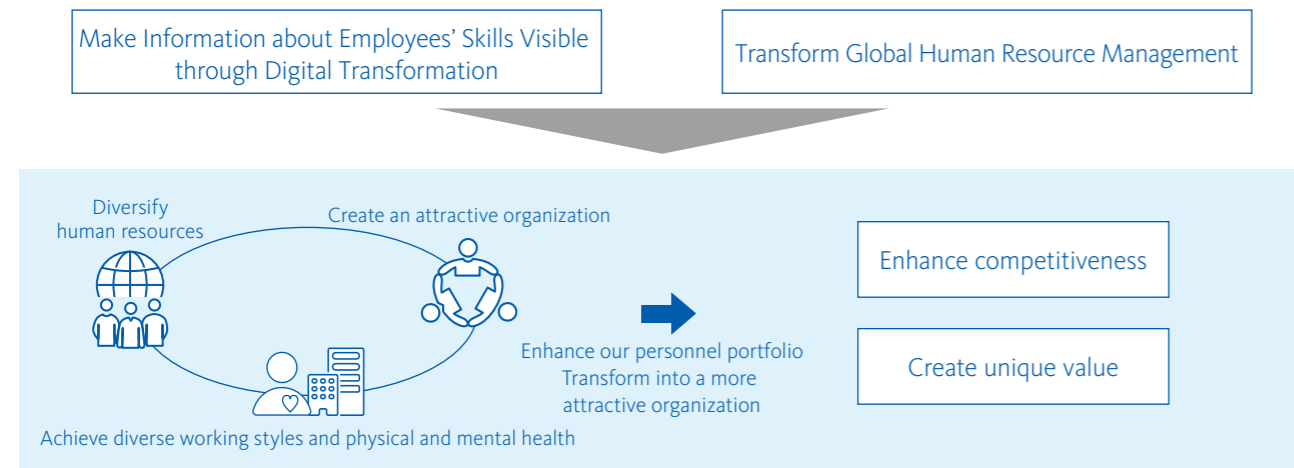 Make Information about Employees’ Skills Visible
through Digital Transformation
Transform Global Human Resource Management
Diversify
human resources
Create an attractive organization
Achieve diverse working styles and physical and mental health
Enhance our personnel portfolio
Transform into a more
attractive organization
Enhance competitiveness
Create unique value